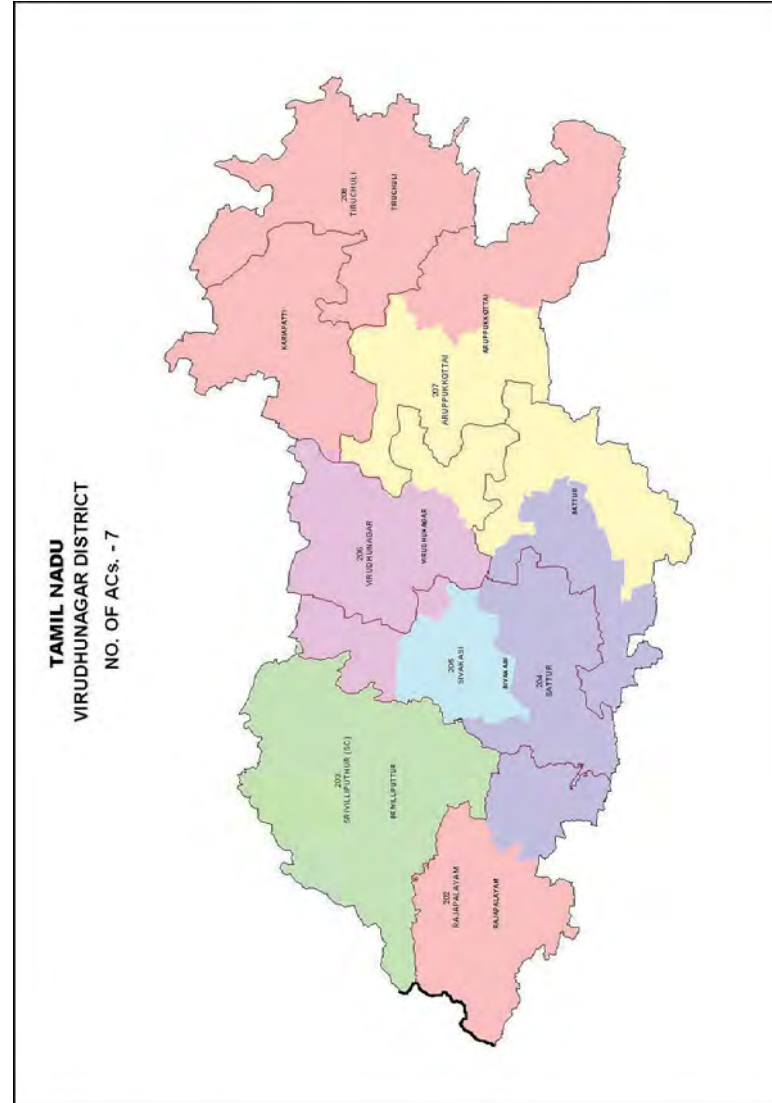 TAMIL NADU
VIRUDHUNAGAR DISTRICT
NO. OF ACs. - 7
208
TIRUCHULI
TIRUCHULI
KARIAPATTI
207
ARUPPUKKOTTAI
ARUPPUKKOTTAI
206
VIRUDHUNAGAR
VIRUDHUNAGAR
SATTUR
205
SIVAKASI
SIVAKASI
204
SATTUR
203
SRIVILLIPUTHUR (SC)
SRIVILLIPUTTUR
202
RAJAPALAYAM
RAJAPALAYAM